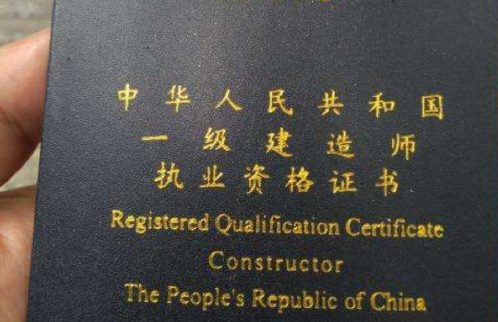 中华人民共和国
一级建造师
执业资格证书
Registered Qualification Certificate
Constructor
The People's Republic of China